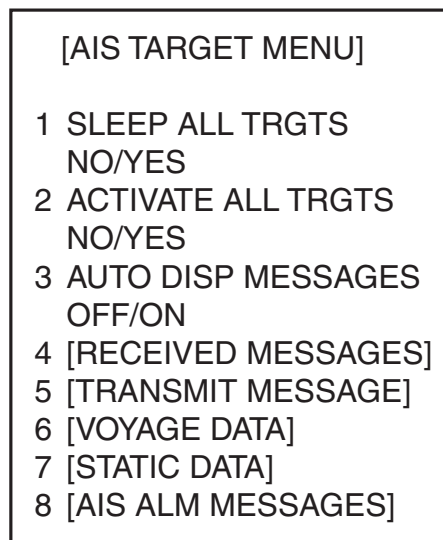 [AIS TARGET MENU]
1 SLEEP ALL TRGTS
NO/YES
2 ACTIVATE ALL TRGTS
NO/YES
3 AUTO DISP MESSAGES
OFF/ON
4 [RECEIVED MESSAGES]
5 [TRANSMIT MESSAGE]
6 [VOYAGE DATA]
7 [STATIC DATA]
8 [AIS ALM MESSAGES]